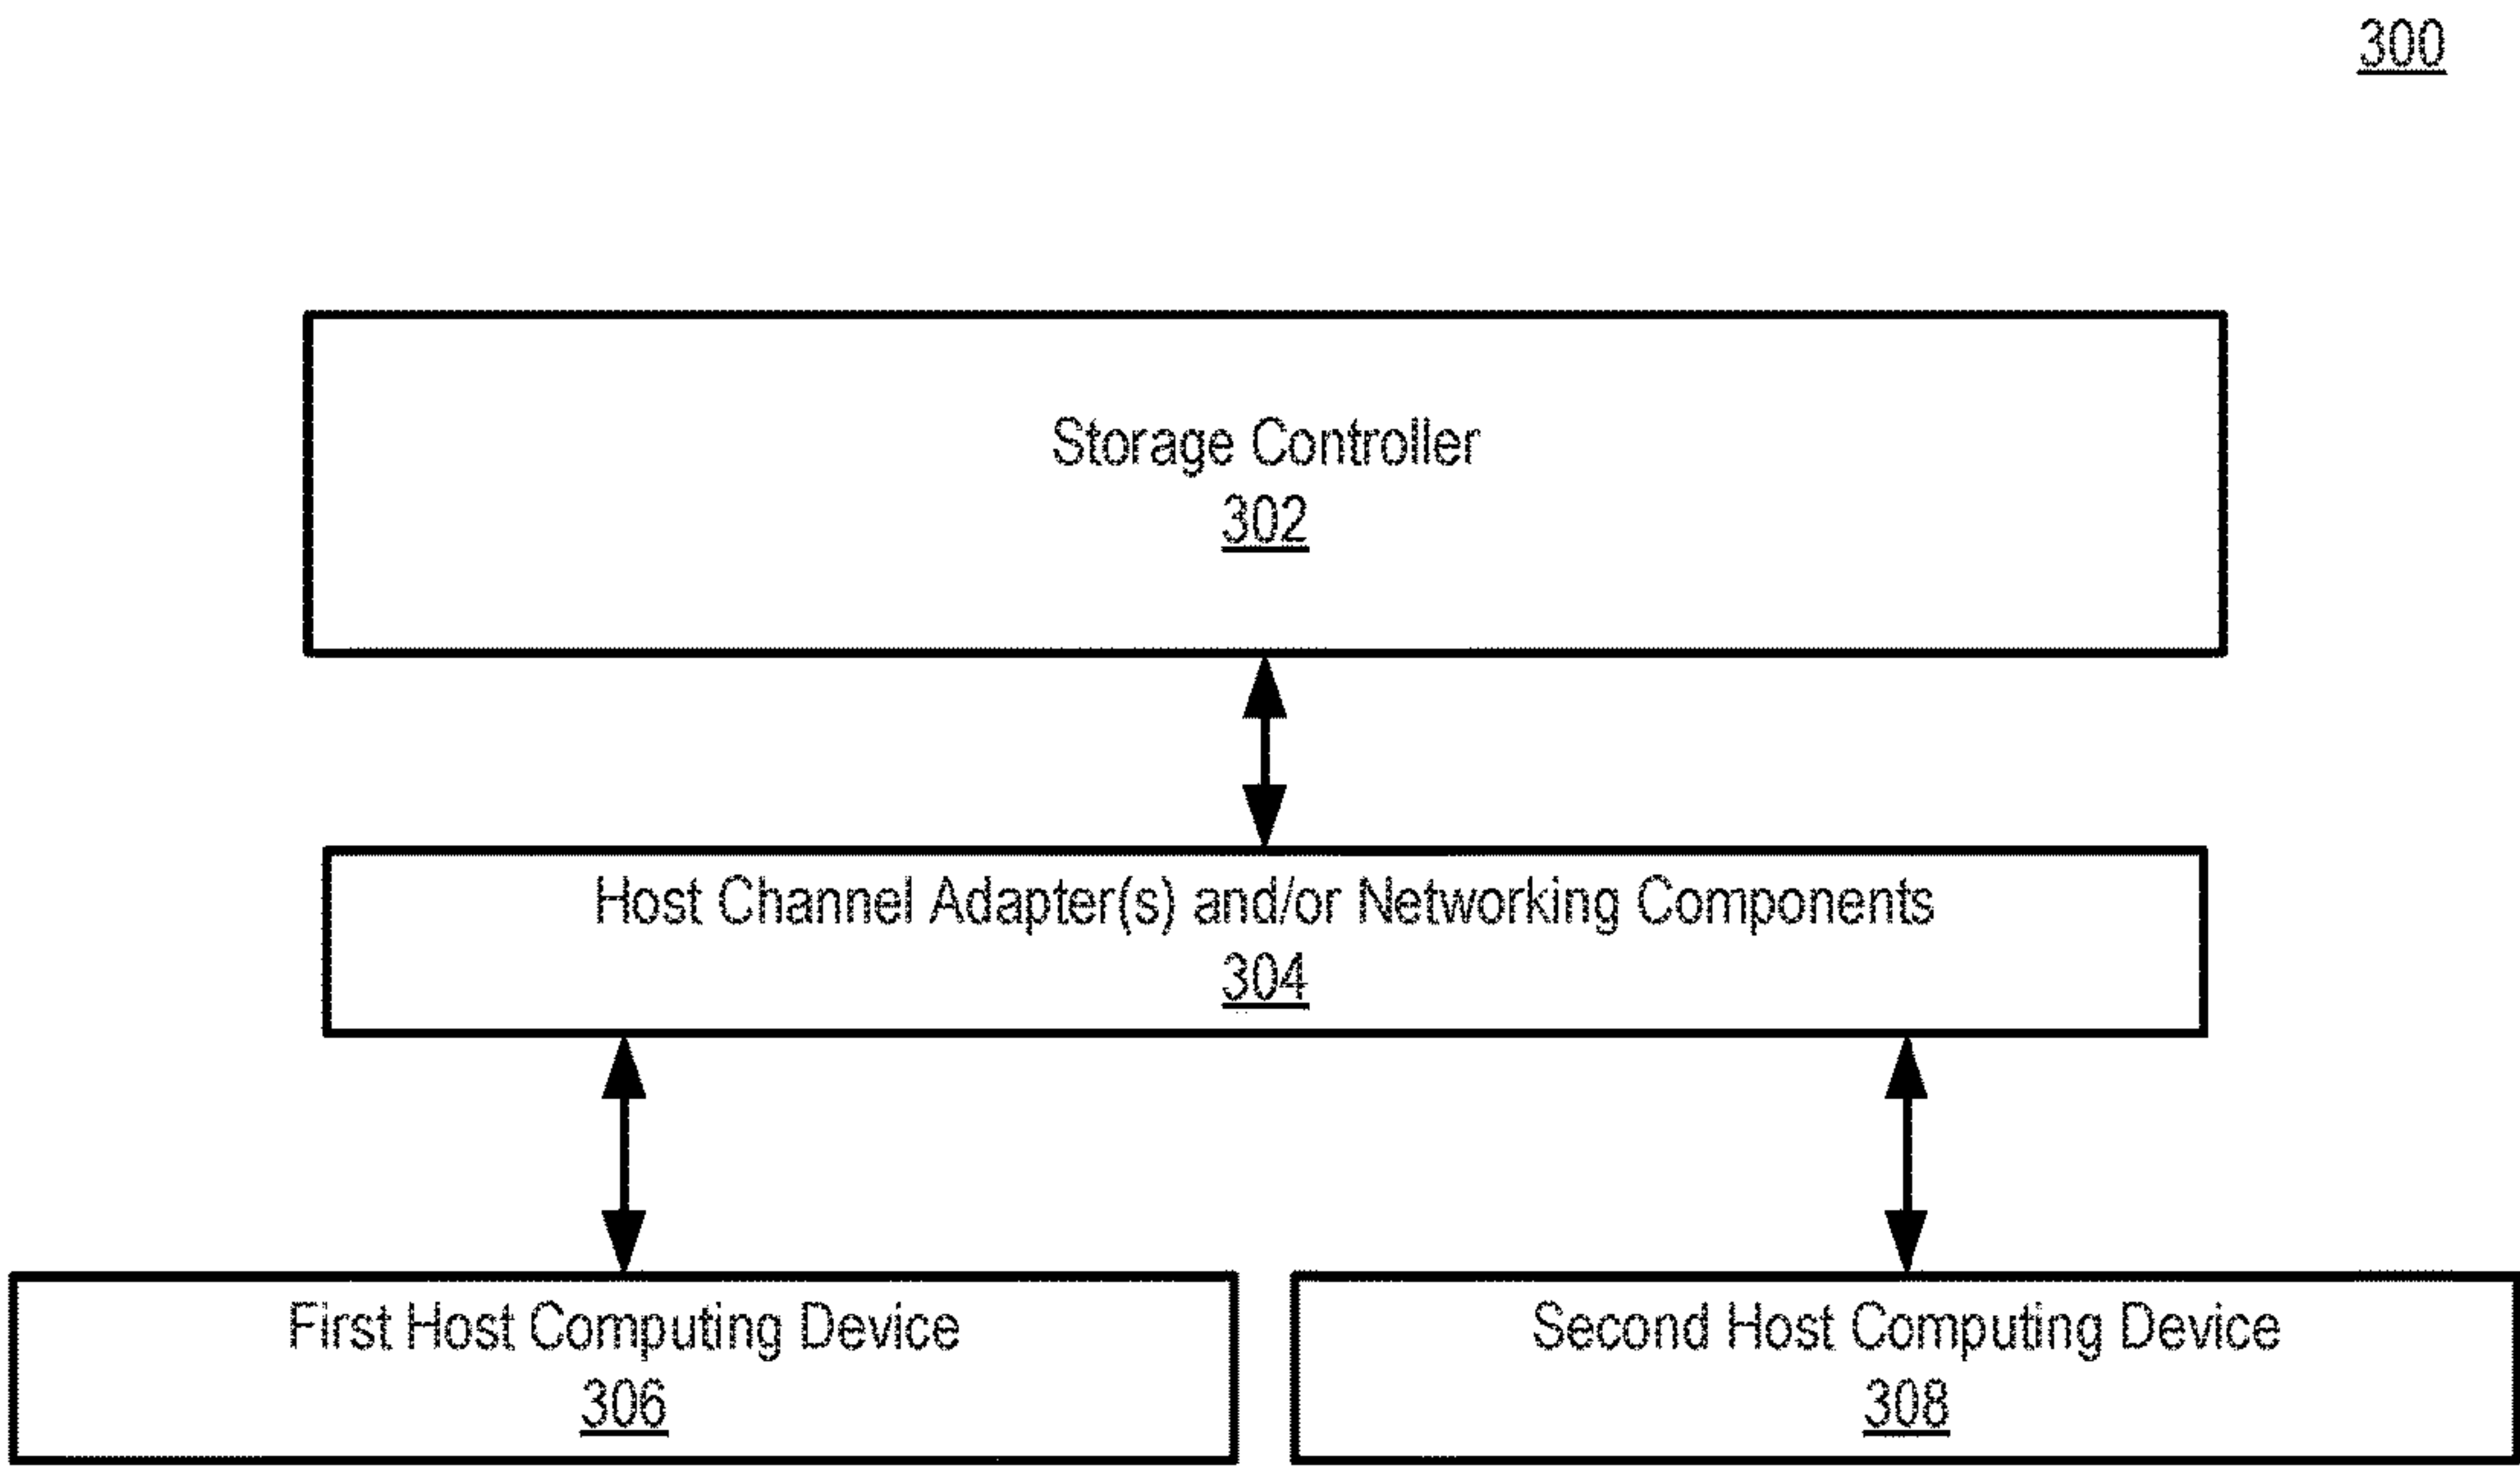 300
Storage Controller
302
Host Channel Adapter(s) and/or Networking Components
304
First Host Computing Device
306
Second Host Computing Device
308